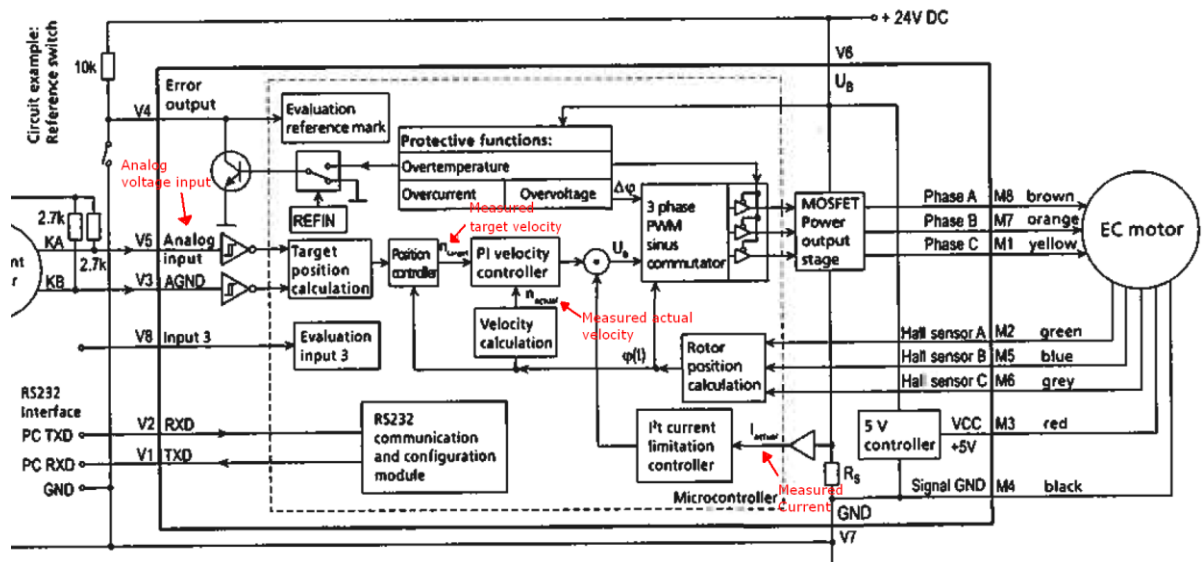 Circuit example:
Reference switch
+ 24V DC
10k
V6
U_B
Error
output
V4
Evaluation
reference mark
Protective functions:
Overtemperature
Overcurrent
Overvoltage
Δφ
Analog
voltage input
REFIN
Measured
target velocity
3 phase
PWM
sinus
commutator
MOSFET
Power
output
stage
Phase A M8 brown
Phase B M7 orange
Phase C M1 yellow
EC motor
2.7k
2.7k
KA
V5 Analog
input
KB
V3 AGND
Target
position
calculation
Position
controller
PI velocity
controller
n_actual
Measured actual
velocity
Velocity
calculation
φ(t)
Rotor
position
calculation
Hall sensor A M2 green
Hall sensor B M5 blue
Hall sensor C M6 grey
V8 Input 3
Evaluation
input 3
RS232
Interface
PC TXD
V2 RXD
PC RXD
V1 TXD
GND
RS232
communication
and configuration
module
I²t current
limitation
controller
I_actual
Measured
Current
Microcontroller
R_S
5 V
controller
VCC
+5V
M3 red
Signal GND M4 black
GND
V7